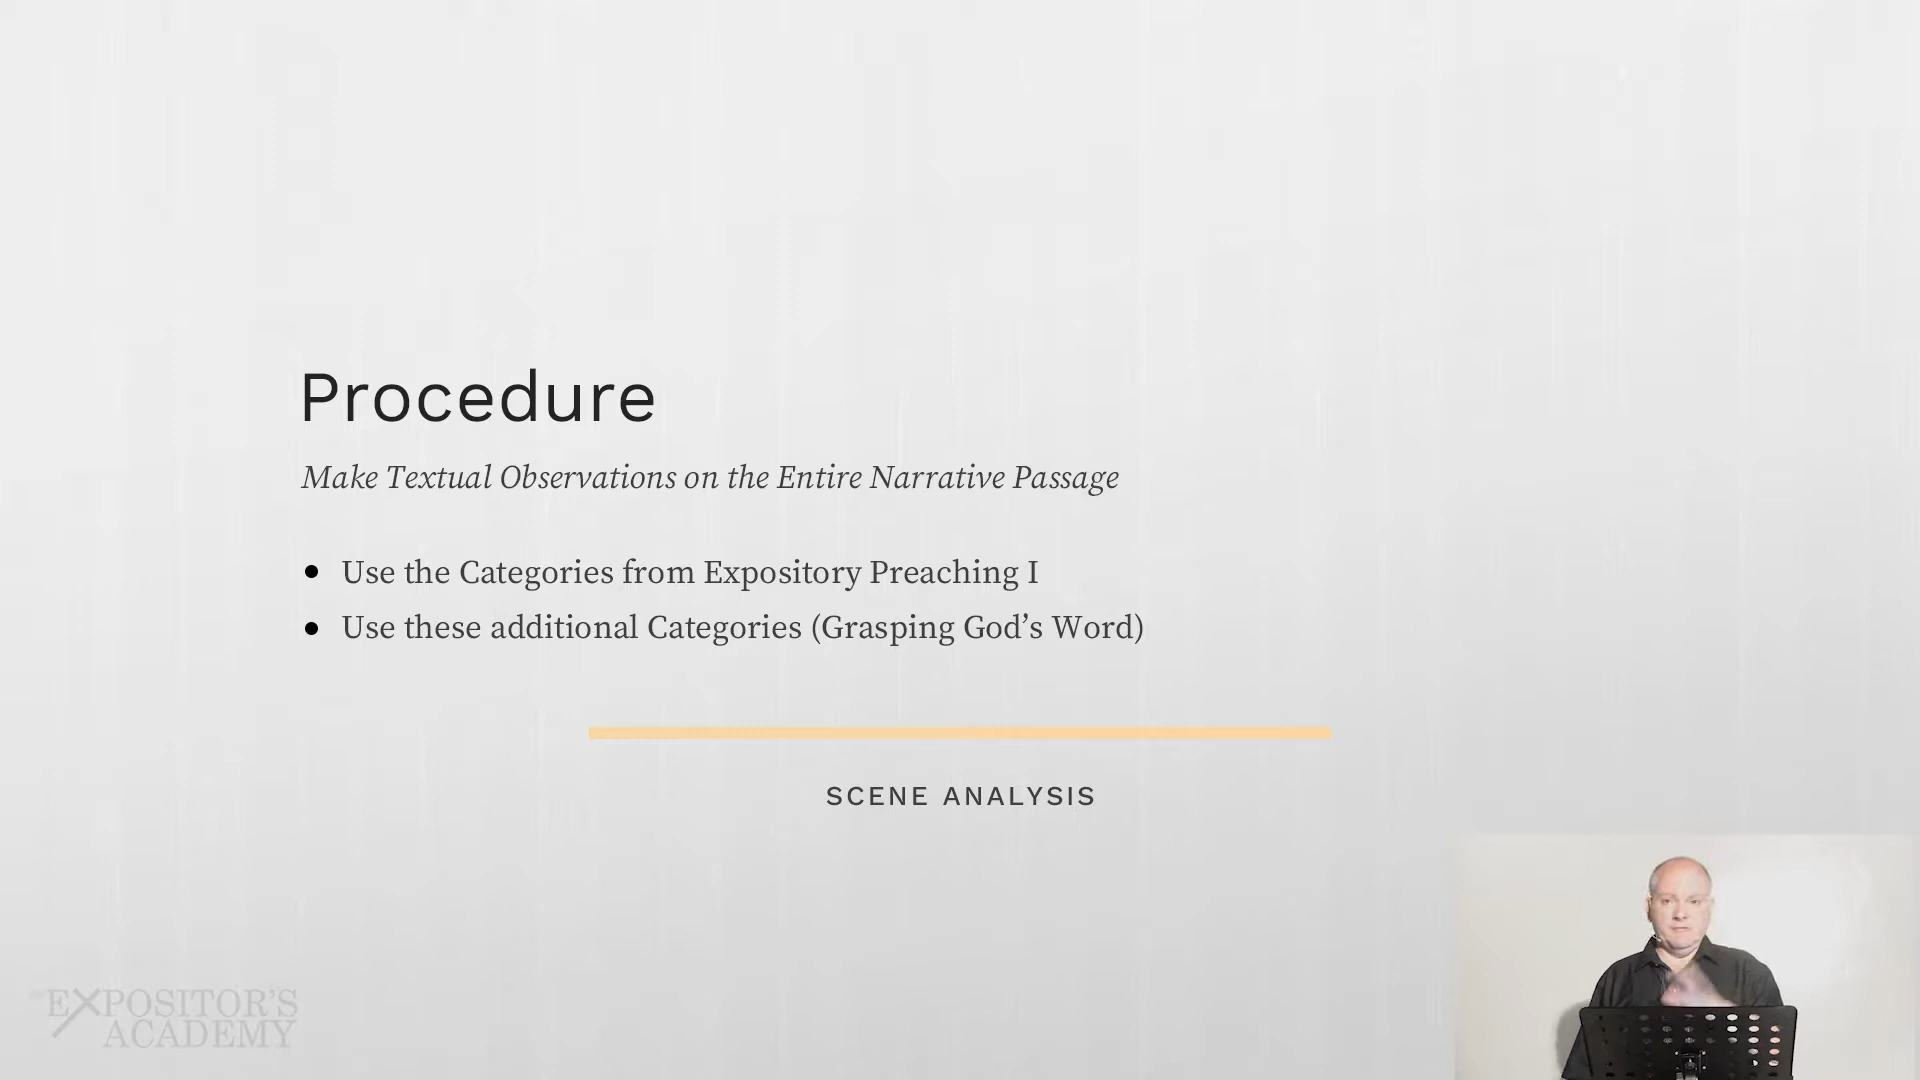 Procedure
Make Textual Observations on the Entire Narrative Passage
• Use the Categories from Expository Preaching I
• Use these additional Categories (Grasping God’s Word)
SCENE ANALYSIS
EXPOSITOR’S
ACADEMY